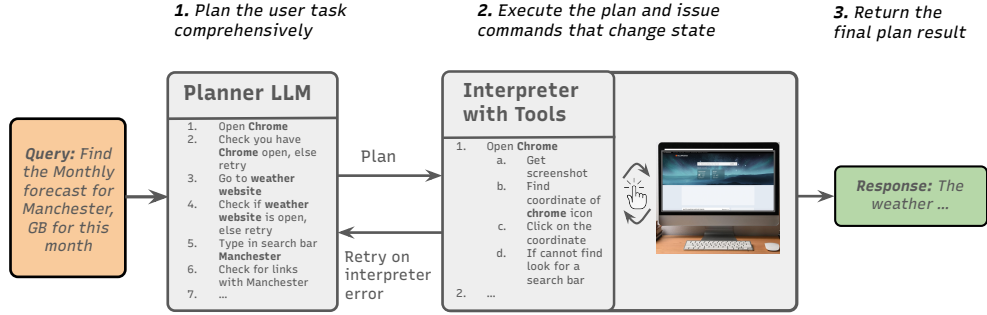 1. Plan the user task
comprehensively
2. Execute the plan and issue
commands that change state
3. Return the
final plan result
Query: Find
the Monthly
forecast for
Manchester,
GB for this
month
Planner LLM
1. Open Chrome
2. Check you have
Chrome open, else
retry
3. Go to weather
website
4. Check if weather
website is open,
else retry
5. Type in search bar
Manchester
6. Check for links
with Manchester
7. ...
Plan
Retry on
interpreter
error
Interpreter
with Tools
1. Open Chrome
a. Get
screenshot
b. Find
coordinate of
chrome icon
c. Click on the
coordinate
d. If cannot find
look for a
search bar
2. ...
Response: The
weather ...